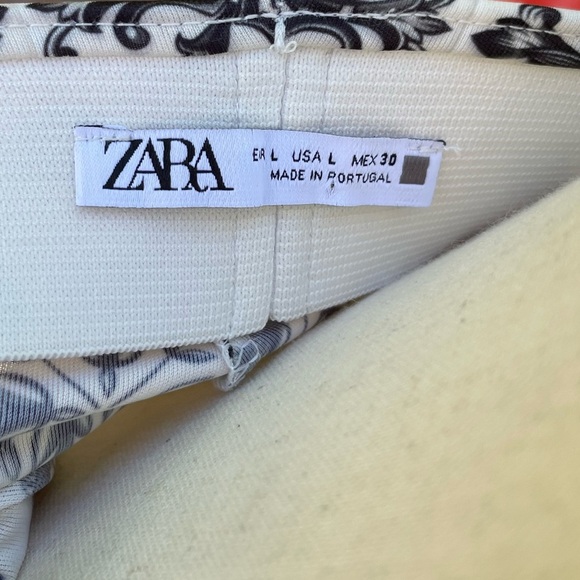 ZARA
EUR L USA L MEX 30
MADE IN PORTUGAL